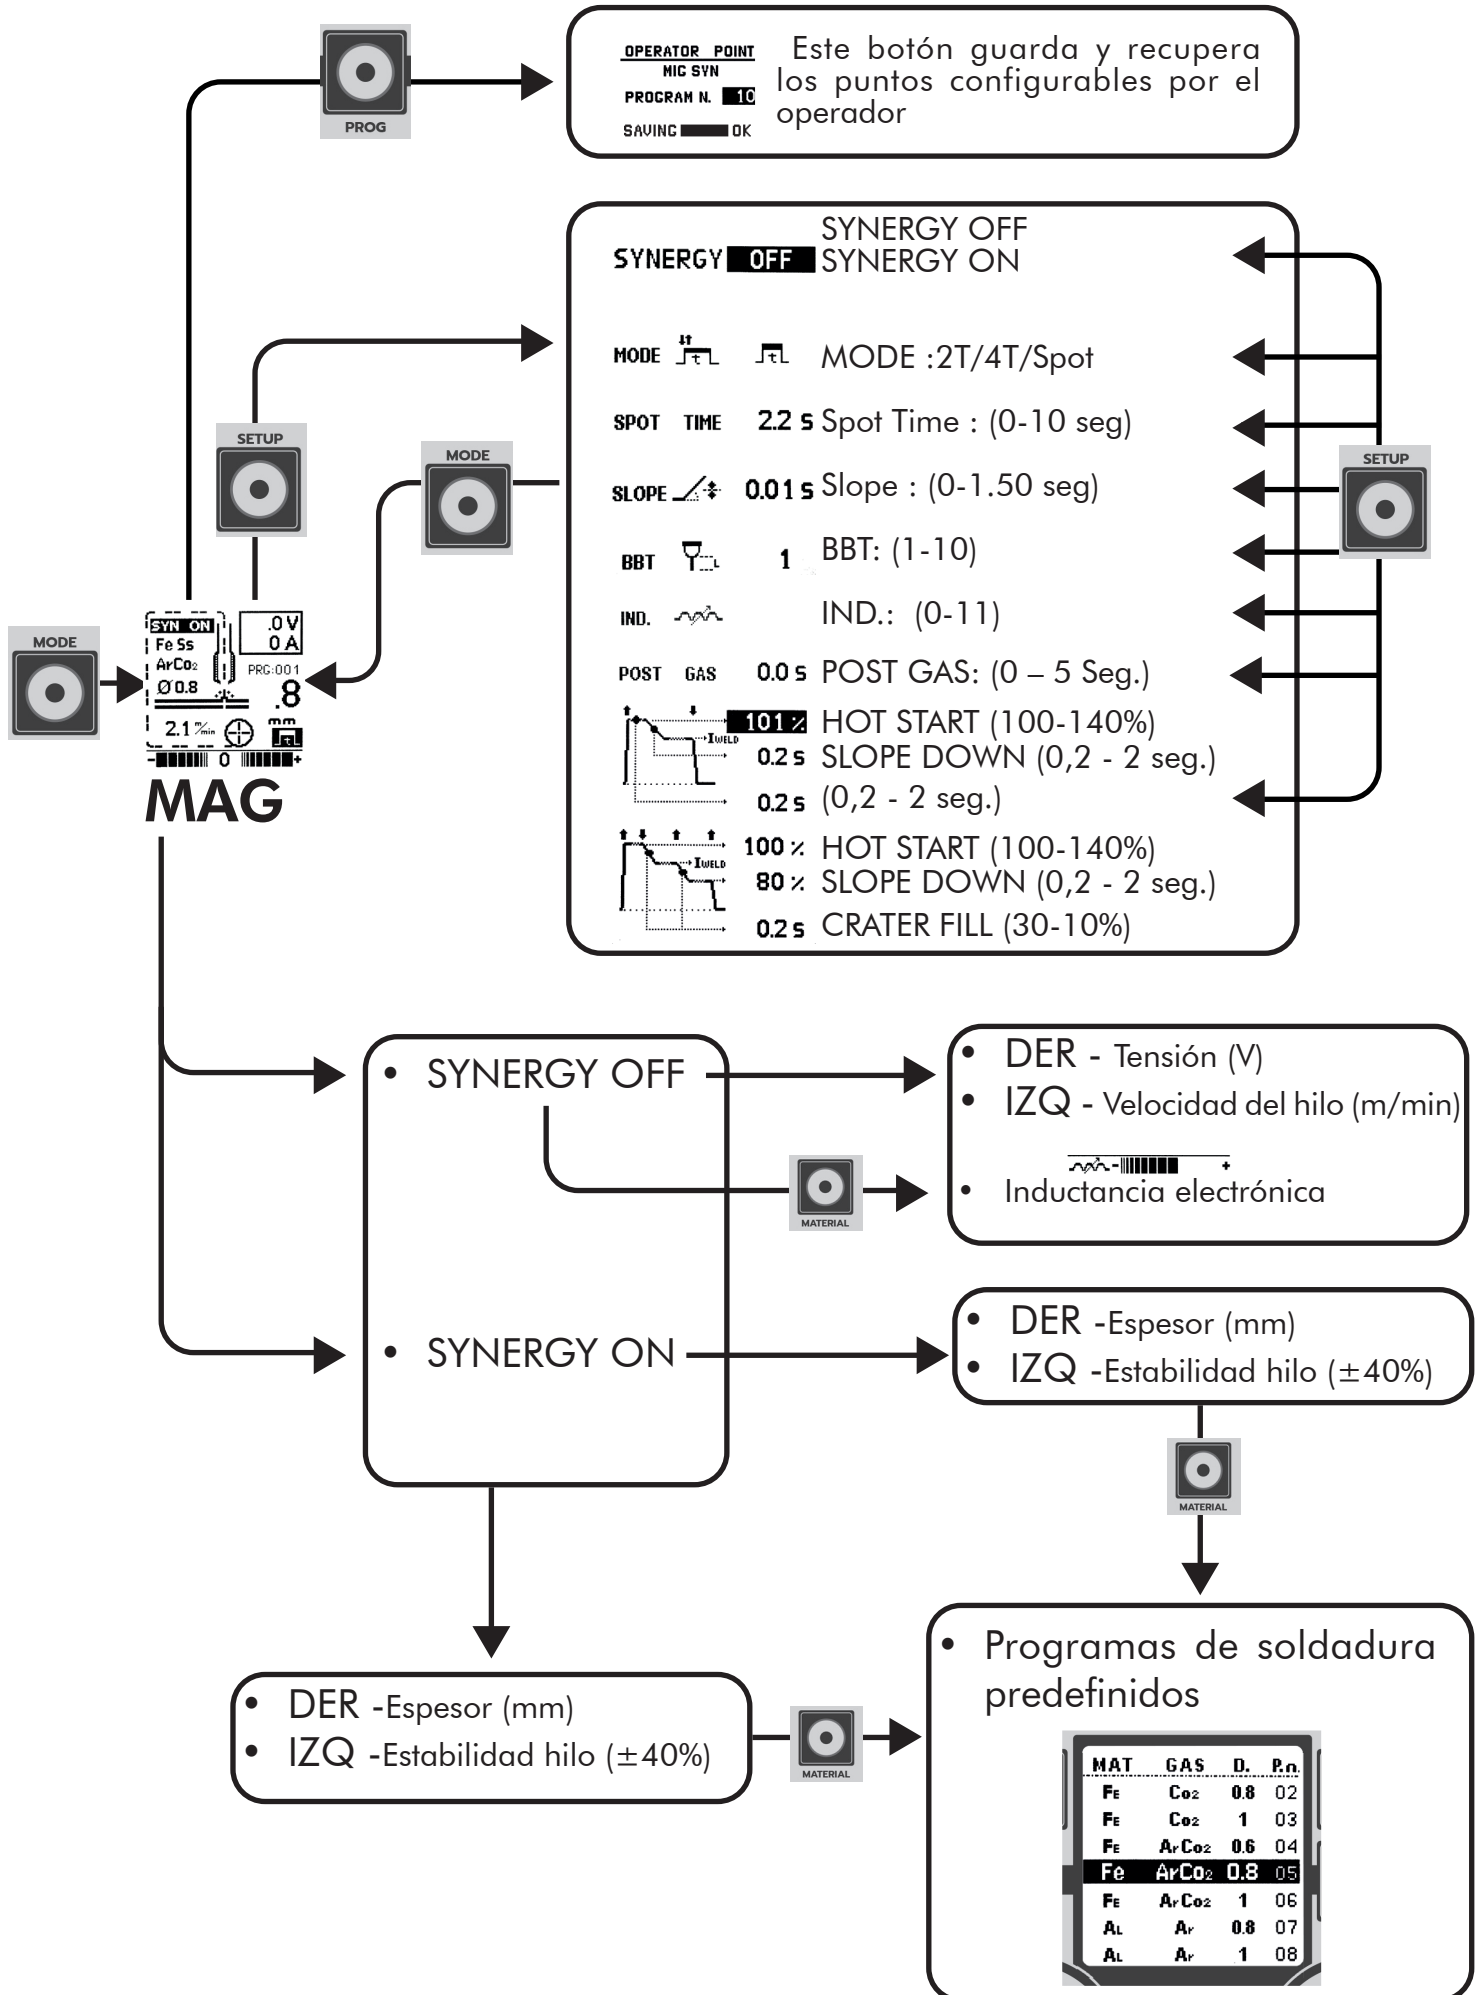 OPERATOR POINT
MIG SYN
PROGRAM N. 10
SAVING OK
Este botón guarda y recupera
los puntos configurables por el
operador
PROG
SYNERGY OFF
SYNERGY OFF
SYNERGY ON
MODE t t MODE :2T/4T/Spot
SPOT TIME 2.2 s Spot Time : (0-10 seg)
SLOPE 0.01 s Slope : (0-1.50 seg)
BBT L 1 BBT: (1-10)
IND. IND.: (0-11)
POST GAS 0.0 s POST GAS: (0 – 5 Seg.)
101 % HOT START (100-140%)
IWELD
0.2 s SLOPE DOWN (0,2 - 2 seg.)
0.2 s (0,2 - 2 seg.)
100 % HOT START (100-140%)
IWELD
80 % SLOPE DOWN (0,2 - 2 seg.)
0.2 s CRATER FILL (30-10%)
SETUP
MODE
SETUP
MODE
SYN ON
Fe Ss
ArCo2
Ø 0.8
2.1 m/min
.0 V
0 A
PRG:001
.8
mm
- 0 +
MAG
• SYNERGY OFF
• DER - Tensión (V)
• IZQ - Velocidad del hilo (m/min)
- +
• Inductancia electrónica
MATERIAL
• SYNERGY ON
• DER -Espesor (mm)
• IZQ -Estabilidad hilo (±40%)
MATERIAL
• DER -Espesor (mm)
• IZQ -Estabilidad hilo (±40%)
MATERIAL
• Programas de soldadura
predefinidos
MAT GAS D. P.n.
FE Co2 0.8 02
FE Co2 1 03
FE ArCo2 0.6 04
Fe ArCo2 0.8 05
FE ArCo2 1 06
AL Ar 0.8 07
AL Ar 1 08